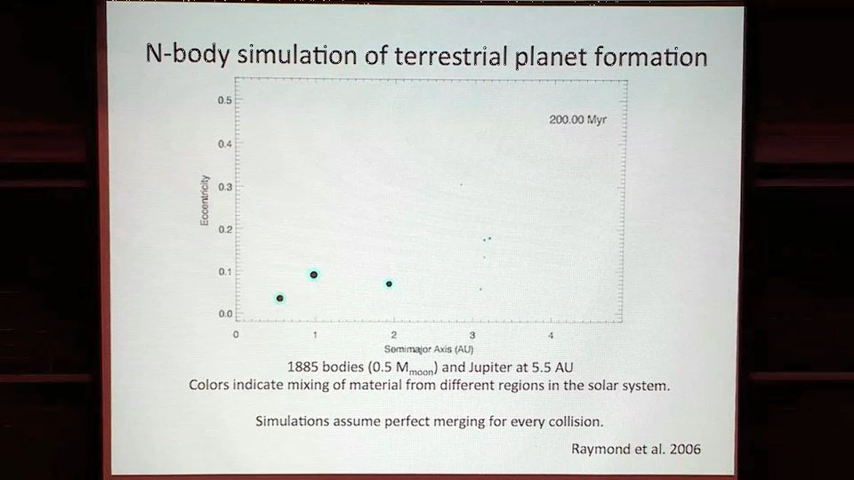 N-body simulation of terrestrial planet formation
0.5
200.00 Myr
0.4
0.3
0.2
0.1
0.0
Eccentricity
0 1 2 3 4
Semimajor Axis (AU)
1885 bodies (0.5 Mmoon) and Jupiter at 5.5 AU
Colors indicate mixing of material from different regions in the solar system.
Simulations assume perfect merging for every collision.
Raymond et al. 2006